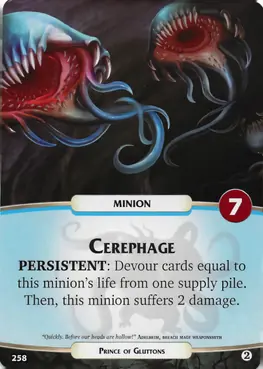 MINION
7
CEREPHAGE
PERSISTENT: Devour cards equal to
this minion's life from one supply pile.
Then, this minion suffers 2 damage.
"Quickly. Before our heads are hollow!" ADELHEIM, BREACH MAGE WEAPONSMITH
258
PRINCE OF GLUTTONS
2